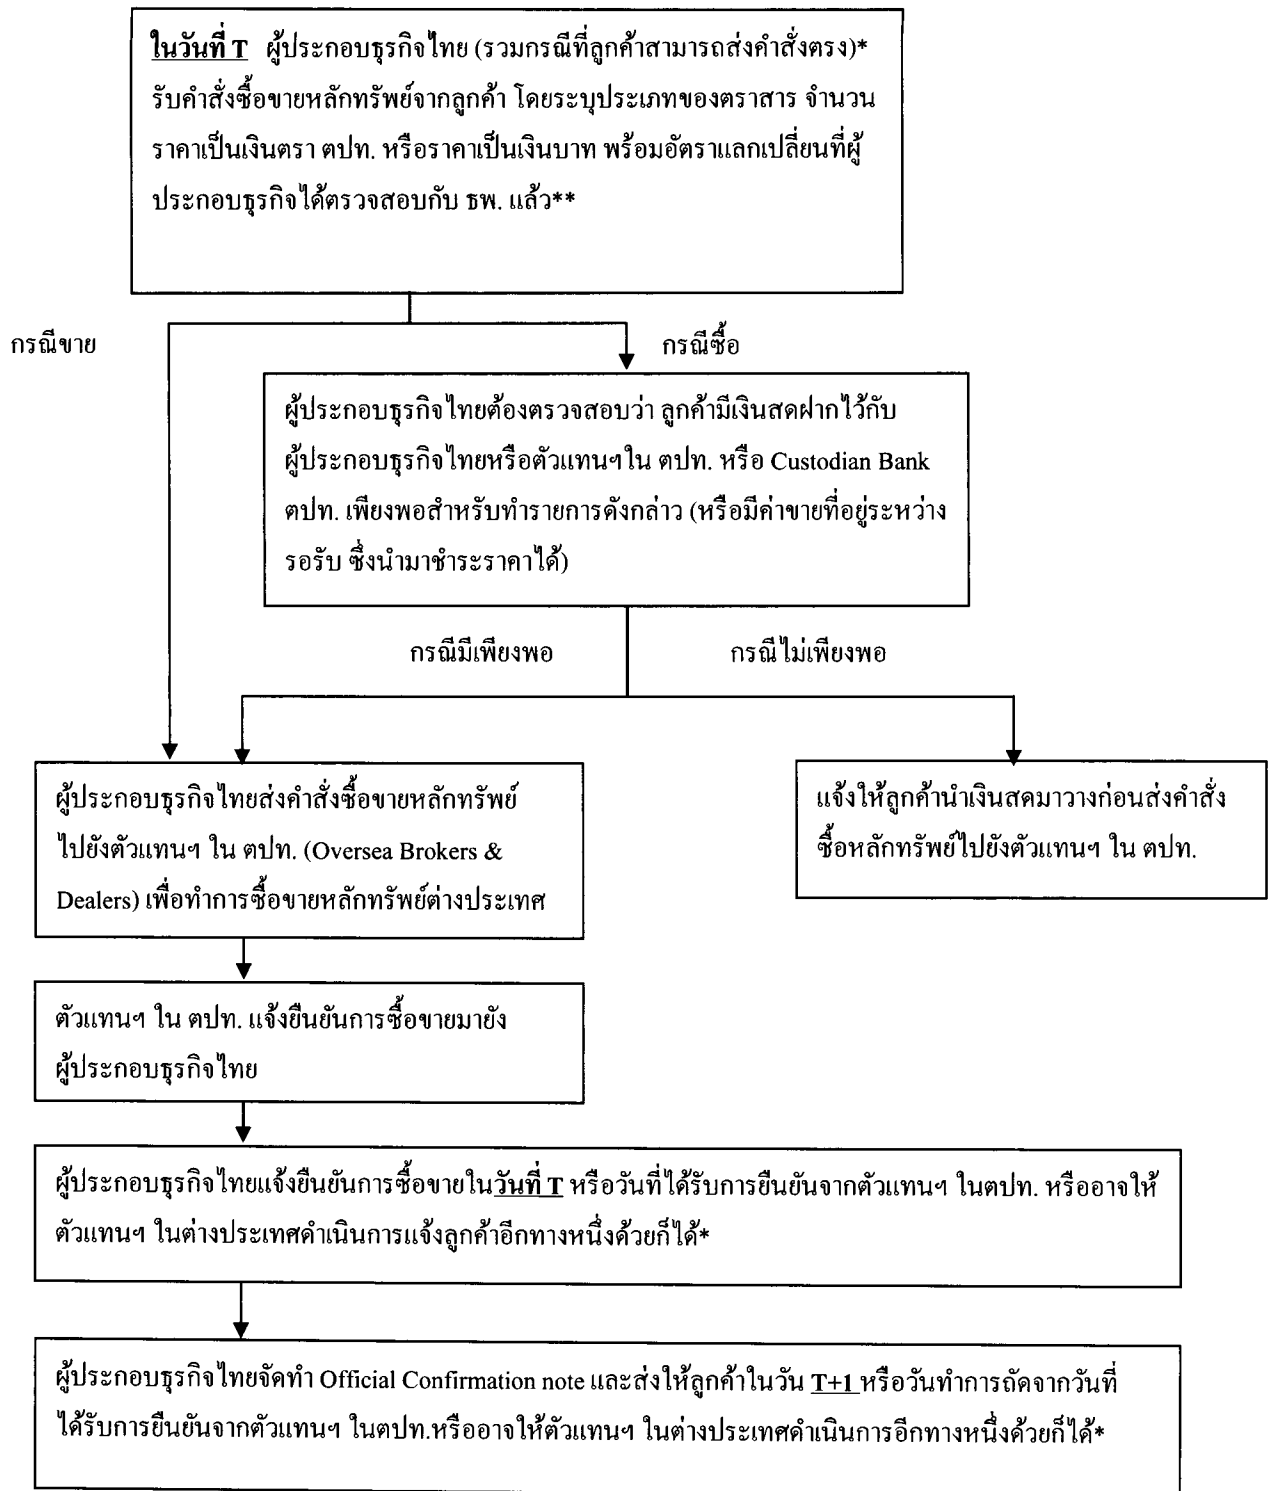 ในวันที่ T ผู้ประกอบธุรกิจไทย (รวมกรณีที่ลูกค้าสามารถส่งคำสั่งตรง)*
รับคำสั่งซื้อขายหลักทรัพย์จากลูกค้า โดยระบุประเภทของตราสาร จำนวน
ราคาเป็นเงินตรา ตปท. หรือราคาเป็นเงินบาท พร้อมอัตราแลกเปลี่ยนที่ผู้
ประกอบธุรกิจได้ตรวจสอบกับ ธพ. แล้ว**
กรณีขาย
กรณีซื้อ
ผู้ประกอบธุรกิจไทยต้องตรวจสอบว่า ลูกค้ามีเงินสดฝากไว้กับ
ผู้ประกอบธุรกิจไทยหรือตัวแทนฯใน ตปท. หรือ Custodian Bank
ตปท. เพียงพอสำหรับทำรายการดังกล่าว (หรือมีค่าขายที่อยู่ระหว่าง
รอรับ ซึ่งนำมาชำระราคาได้)
กรณีมีเพียงพอ
กรณีไม่เพียงพอ
ผู้ประกอบธุรกิจไทยส่งคำสั่งซื้อขายหลักทรัพย์
ไปยังตัวแทนฯ ใน ตปท. (Oversea Brokers &
Dealers) เพื่อทำการซื้อขายหลักทรัพย์ต่างประเทศ
แจ้งให้ลูกค้านำเงินสดมาวางก่อนส่งคำสั่ง
ซื้อหลักทรัพย์ไปยังตัวแทนฯ ใน ตปท.
ตัวแทนฯ ใน ตปท. แจ้งยืนยันการซื้อขายมายัง
ผู้ประกอบธุรกิจไทย
ผู้ประกอบธุรกิจไทยแจ้งยืนยันการซื้อขายในวันที่ T หรือวันที่ได้รับการยืนยันจากตัวแทนฯ ในตปท. หรืออาจให้
ตัวแทนฯ ในต่างประเทศดำเนินการแจ้งลูกค้าอีกทางหนึ่งด้วยก็ได้*
ผู้ประกอบธุรกิจไทยจัดทำ Official Confirmation note และส่งให้ลูกค้าในวัน T+1 หรือวันทำการถัดจากวันที่
ได้รับการยืนยันจากตัวแทนฯ ในตปท.หรืออาจให้ตัวแทนฯ ในต่างประเทศดำเนินการอีกทางหนึ่งด้วยก็ได้*